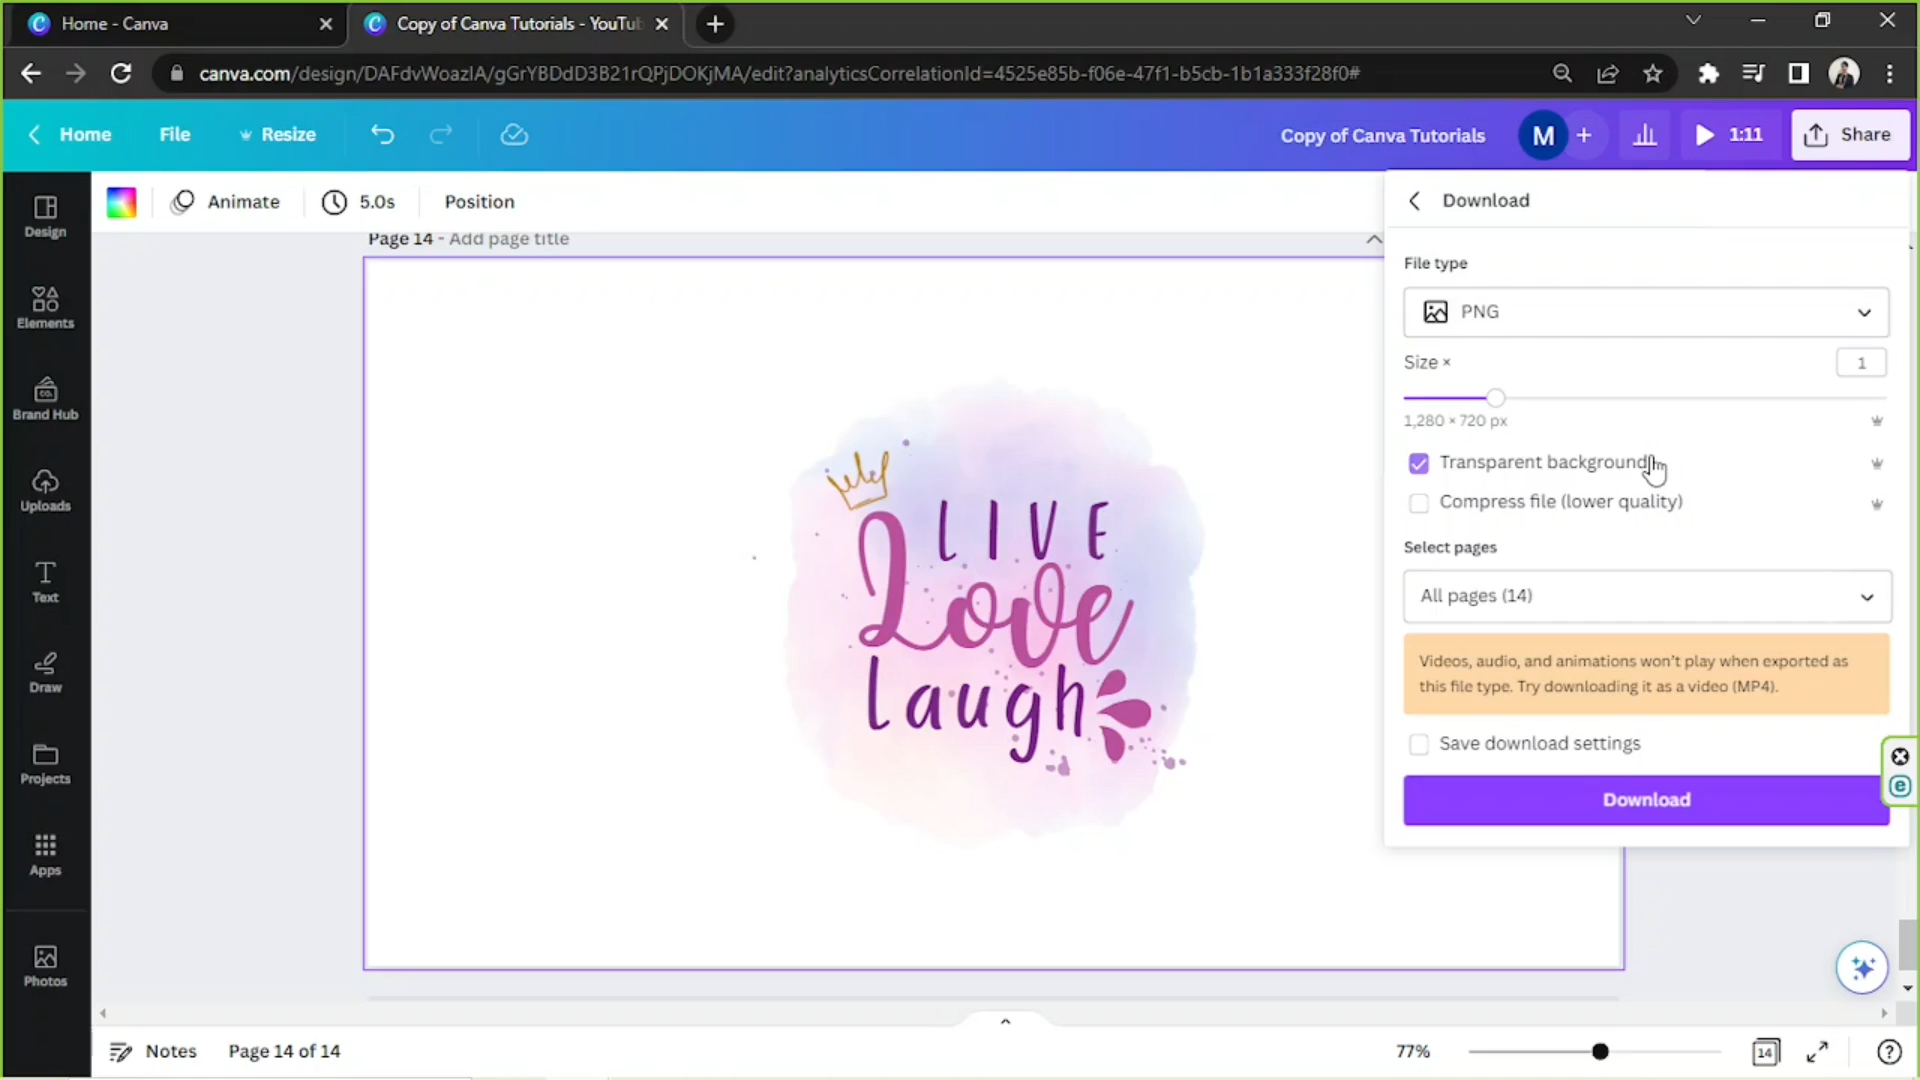 Home - Canva
Copy of Canva Tutorials - YouTu
canva.com/design/DAFdvWoazIA/gGrYBDdD3B21rQPjDOKjMA/edit?analyticsCorrelationId=4525e85b-f06e-47f1-b5cb-1b1a333f28f0#
Home
File
Resize
Copy of Canva Tutorials
M
1:11
Share
Design
Elements
Brand Hub
Uploads
Text
Draw
Projects
Apps
Photos
Animate
5.0s
Position
Page 14 - Add page title
LIVE
Love
laugh
Download
File type
PNG
Size ×
1
1,280 × 720 px
Transparent background
Compress file (lower quality)
Select pages
All pages (14)
Videos, audio, and animations won't play when exported as
this file type. Try downloading it as a video (MP4).
Save download settings
Download
Notes
Page 14 of 14
77%
14